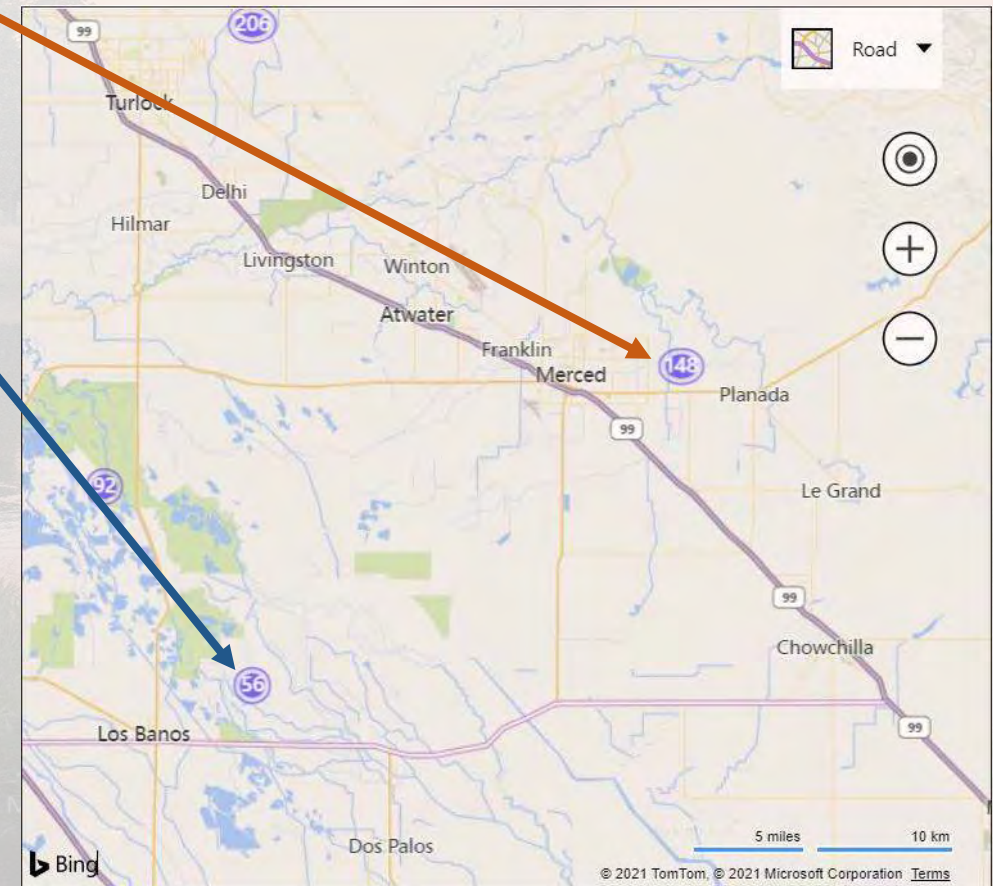 99
206
Road
Turlock
Delhi
Hilmar
Livingston
Winton
Atwater
Franklin
Merced
148
Planada
99
92
Le Grand
99
Chowchilla
56
99
Los Banos
Dos Palos
5 miles
10 km
Bing
© 2021 TomTom, © 2021 Microsoft Corporation Terms